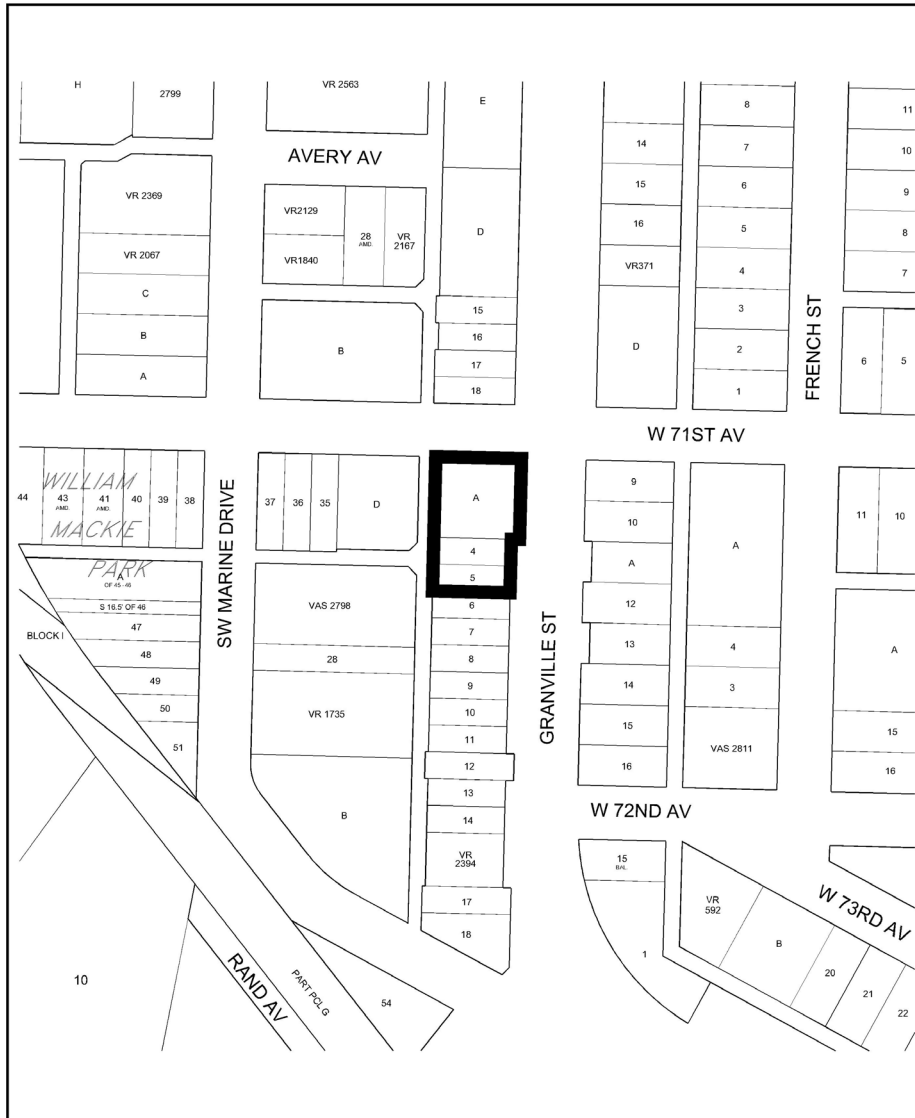 H
2799
VR 2563
E
8
11
AVERY AV
14
7
10
VR 2369
15
6
9
VR2129
28
AMD.
VR
2167
D
16
5
8
VR 2067
VR1840
VR371
4
7
C
15
3
B
B
16
D
2
FRENCH ST
6
5
A
17
18
1
W 71ST AV
44
43
AMD.
41
AMD.
40
39
38
WILLIAM
MACKIE
PARK
SW MARINE DRIVE
37
36
35
D
A
9
10
A
11
10
4
A
5
A
OF 45 - 46
S 16.5' OF 46
VAS 2798
6
12
47
BLOCK I
7
GRANVILLE ST
13
4
A
48
28
8
49
9
14
3
50
VR 1735
10
51
11
15
VAS 2811
15
12
16
16
13
B
14
W 72ND AV
VR
2394
15
BAL.
17
VR
592
W 73RD AV
18
B
1
20
21
22
10
RAND AV
PART PCL G
54